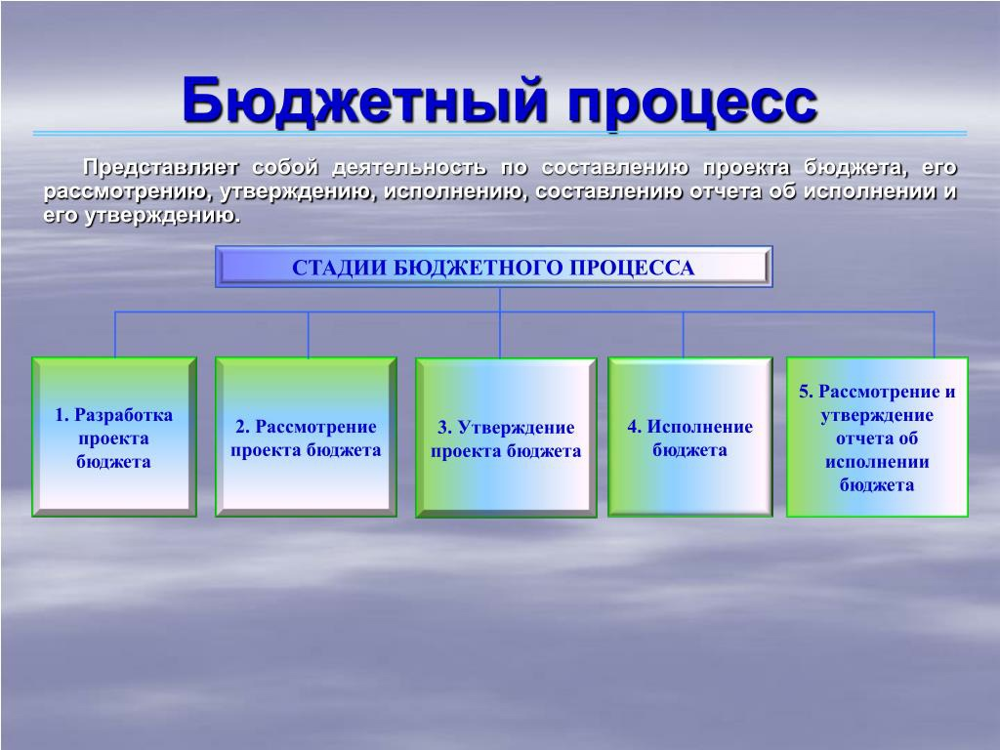 Бюджетный процесс
Представляет собой деятельность по составлению проекта бюджета, его
рассмотрению, утверждению, исполнению, составлению отчета об исполнении и
его утверждению.
СТАДИИ БЮДЖЕТНОГО ПРОЦЕССА
1. Разработка
проекта
бюджета
2. Рассмотрение
проекта бюджета
3. Утверждение
проекта бюджета
4. Исполнение
бюджета
5. Рассмотрение и
утверждение
отчета об
исполнении
бюджета